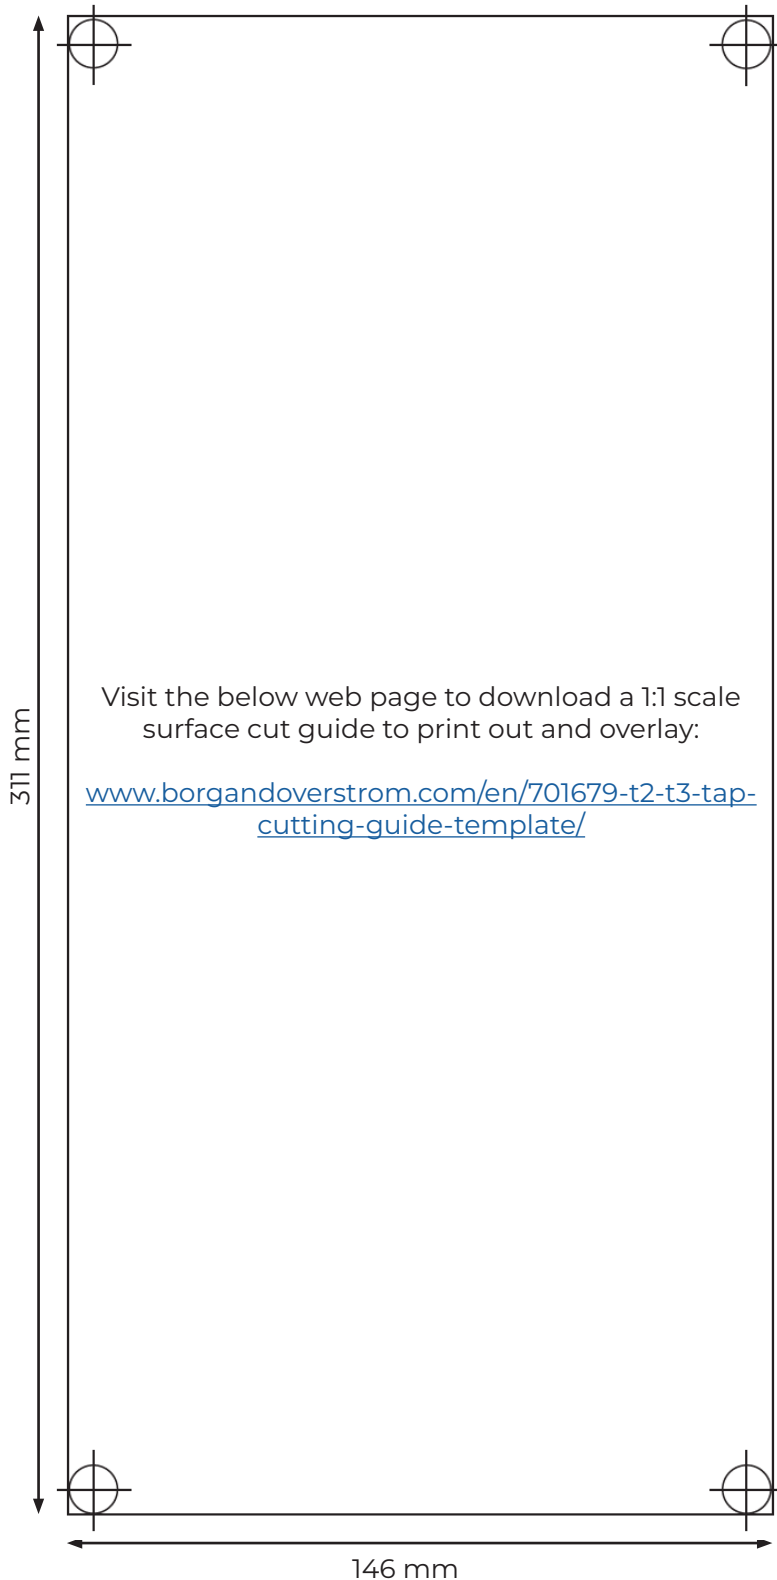 Visit the below web page to download a 1:1 scale
surface cut guide to print out and overlay:
www.borgandoverstrom.com/en/701679-t2-t3-tap-
cutting-guide-template/
311 mm
146 mm